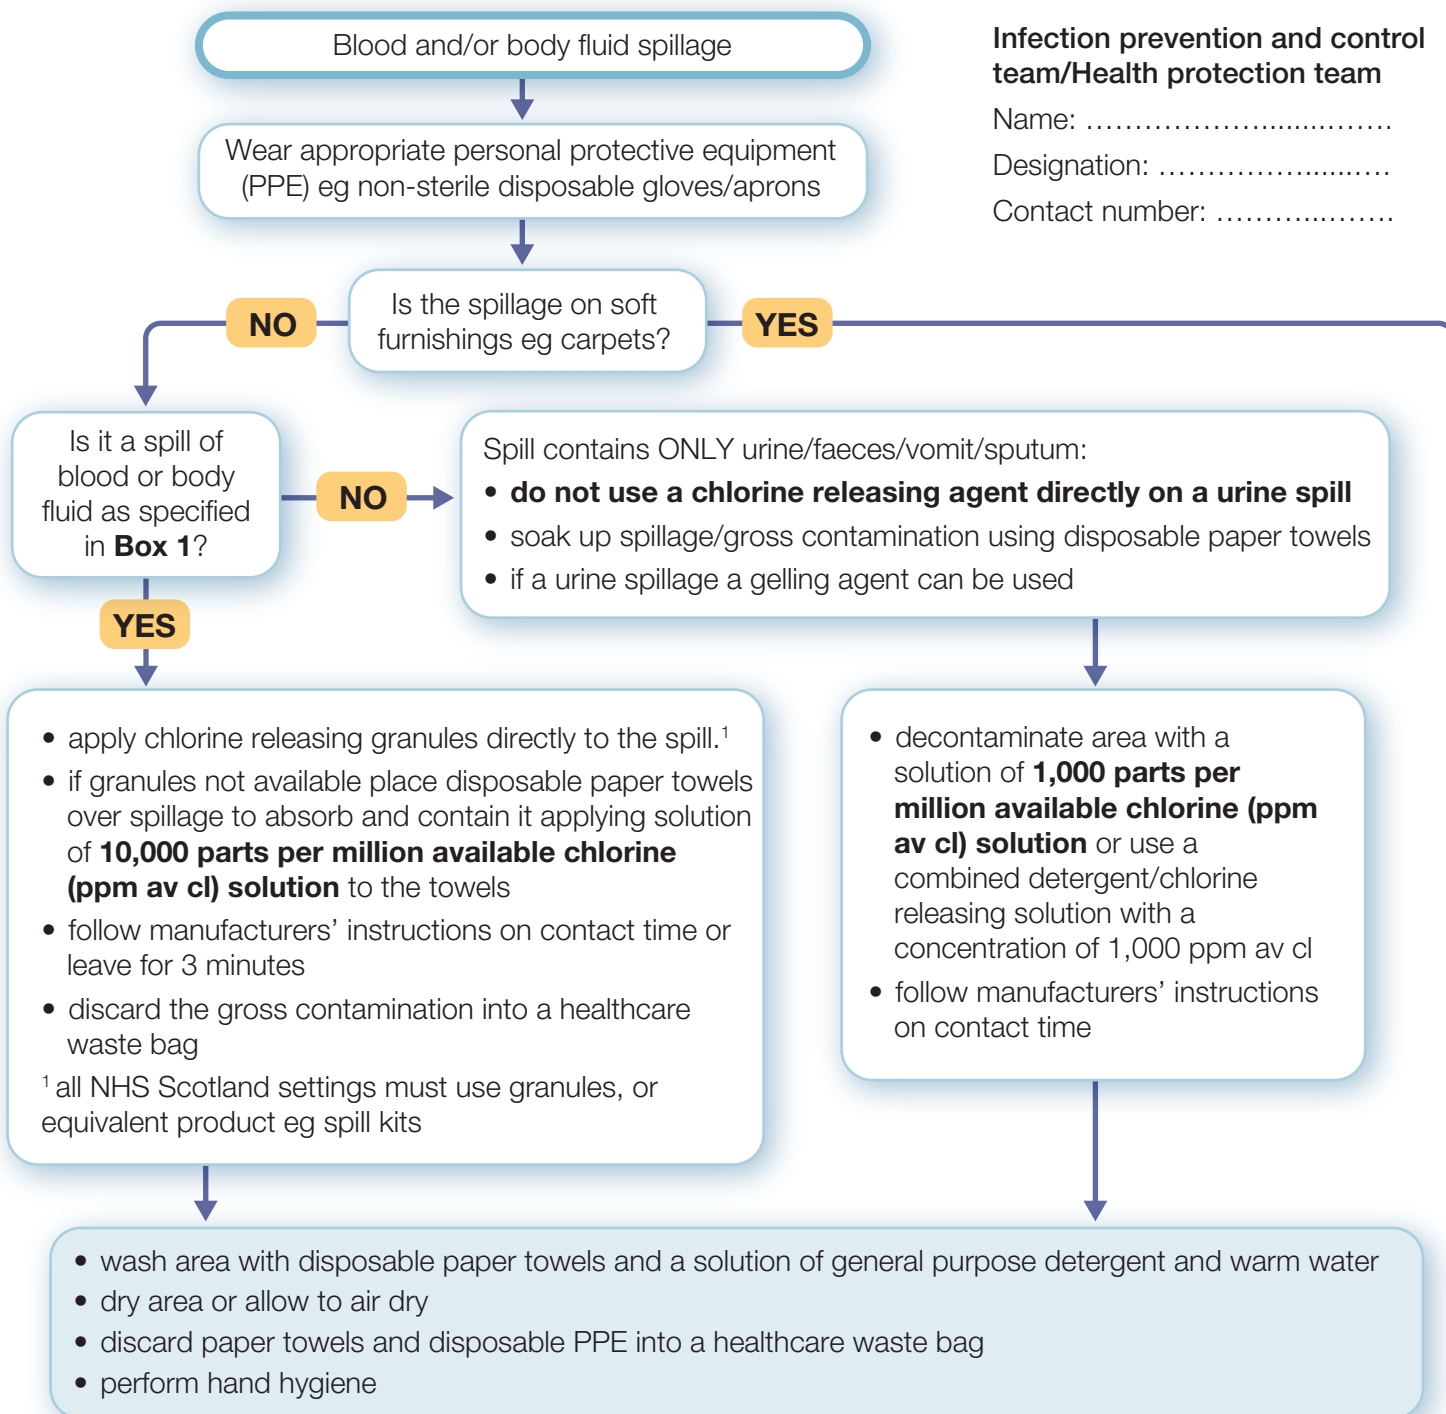 Blood and/or body fluid spillage
Infection prevention and control
team/Health protection team
Name: ………………........…….
Designation: ……………......….
Contact number: ………...…….
Wear appropriate personal protective equipment
(PPE) eg non-sterile disposable gloves/aprons
Is the spillage on soft
furnishings eg carpets?
NO
YES
Is it a spill of
blood or body
fluid as specified
in Box 1?
NO
YES
Spill contains ONLY urine/faeces/vomit/sputum:
• do not use a chlorine releasing agent directly on a urine spill
• soak up spillage/gross contamination using disposable paper towels
• if a urine spillage a gelling agent can be used
• apply chlorine releasing granules directly to the spill.¹
• if granules not available place disposable paper towels
over spillage to absorb and contain it applying solution
of 10,000 parts per million available chlorine
(ppm av cl) solution to the towels
• follow manufacturers’ instructions on contact time or
leave for 3 minutes
• discard the gross contamination into a healthcare
waste bag
¹ all NHS Scotland settings must use granules, or
equivalent product eg spill kits
• decontaminate area with a
solution of 1,000 parts per
million available chlorine (ppm
av cl) solution or use a
combined detergent/chlorine
releasing solution with a
concentration of 1,000 ppm av cl
• follow manufacturers’ instructions
on contact time
• wash area with disposable paper towels and a solution of general purpose detergent and warm water
• dry area or allow to air dry
• discard paper towels and disposable PPE into a healthcare waste bag
• perform hand hygiene